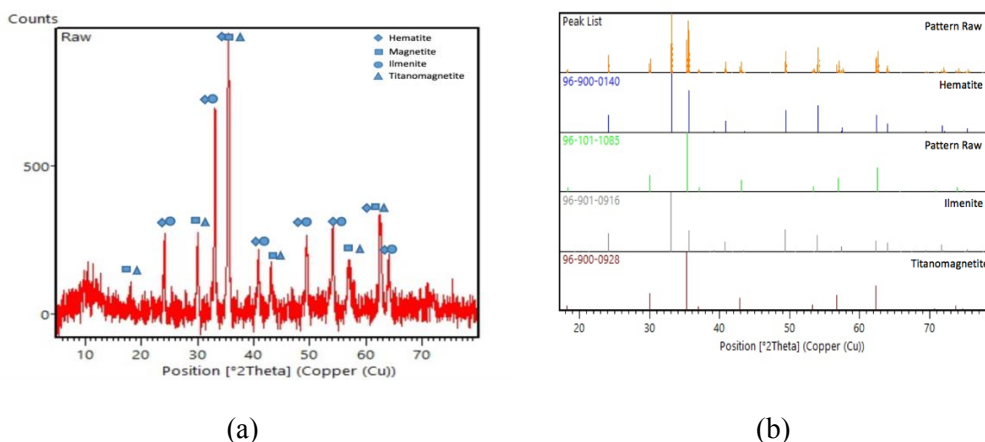 Counts
Raw
Hematite
Magnetite
Ilmenite
Titanomagnetite
500
0
10 20 30 40 50 60 70
Position [°2Theta] (Copper (Cu))
(a)
Peak List
Pattern Raw
96-900-0140
Hematite
96-101-1085
Pattern Raw
96-901-0916
Ilmenite
96-900-0928
Titanomagnetite
20 30 40 50 60 70
Position [°2Theta] (Copper (Cu))
(b)